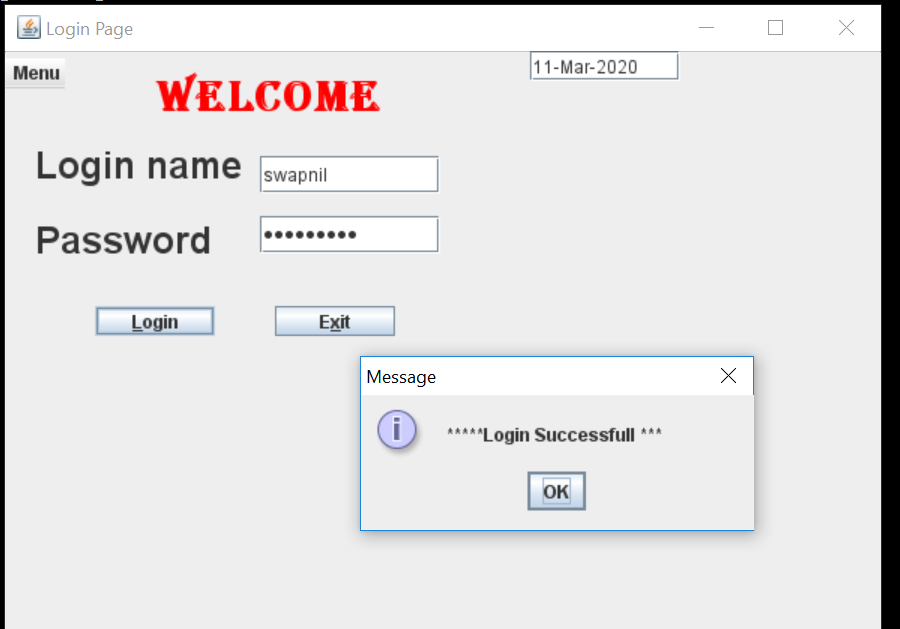 Login Page
Menu
WELCOME
11-Mar-2020
Login name
swapnil
Password
•••••••••
Login
Exit
Message
i
*****Login Successfull ***
OK